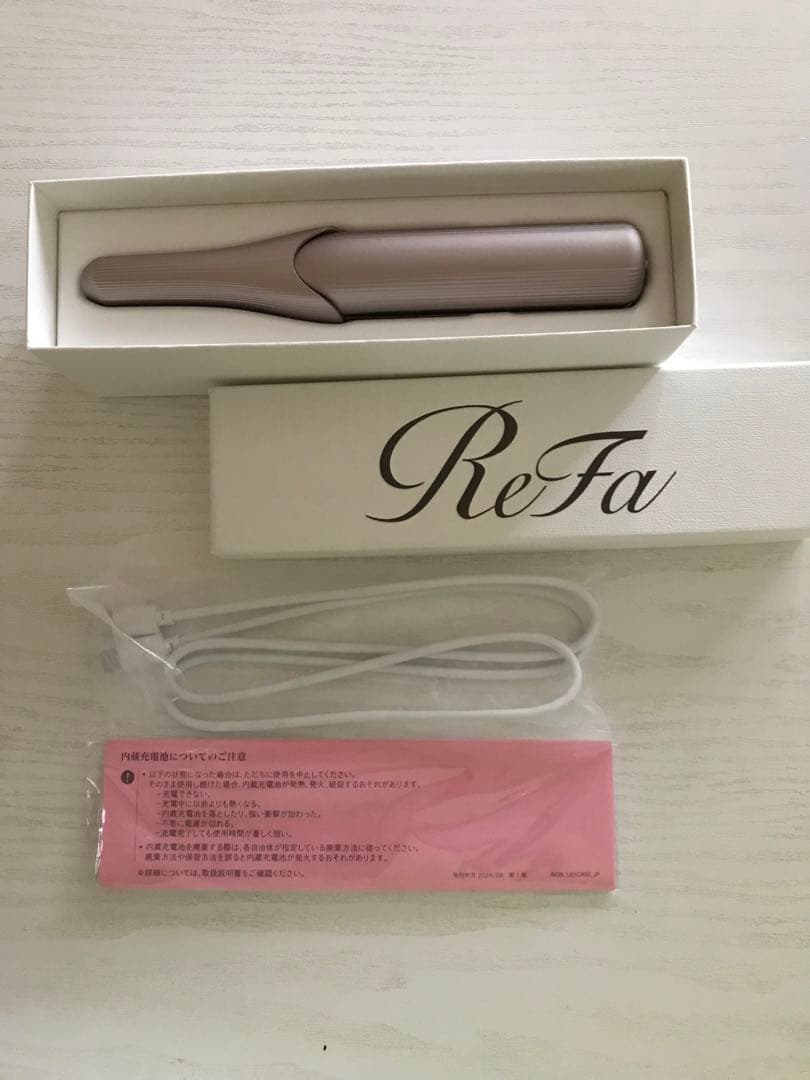 ReFa
内蔵充電池についてのご注意
・以下の状態になった場合は、ただちに使用を中止してください。
そのまま使用し続けた場合、内蔵充電池が発熱、発火、破裂するおそれがあります。
−充電できない。
−充電中に以前よりも熱くなる。
−内蔵充電池を落としたり、強い衝撃が加わった。
−不意に電源が切れる。
−充電完了しても使用時間が著しく短い。
・内蔵充電池を廃棄する際は、各自治体が指定している廃棄方法に従ってください。
廃棄方法や保管方法を誤ると内蔵充電池が発火するおそれがあります。
※詳細については、取扱説明書をご確認ください。
発行年月 2024/08 第1版